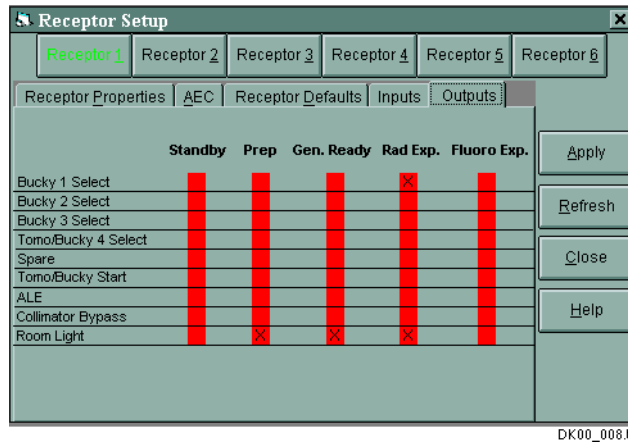 Receptor Setup
Receptor 1 Receptor 2 Receptor 3 Receptor 4 Receptor 5 Receptor 6
Receptor Properties AEC Receptor Defaults Inputs Outputs
Standby Prep Gen. Ready Rad Exp. Fluoro Exp.
Apply
Bucky 1 Select X
Bucky 2 Select
Refresh
Bucky 3 Select
Tomo/Bucky 4 Select
Spare
Close
Tomo/Bucky Start
ALE
Collimator Bypass
Help
Room Light X X X
DK00_008.